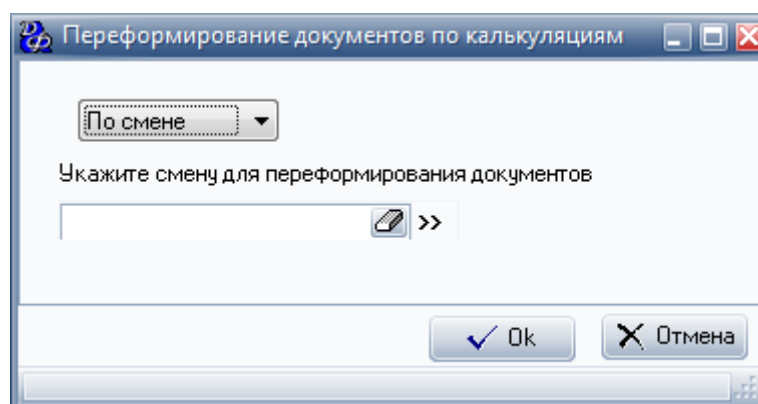 Переформирование документов по калькуляциям
По смене
Укажите смену для переформирования документов
>>
Ok
Отмена